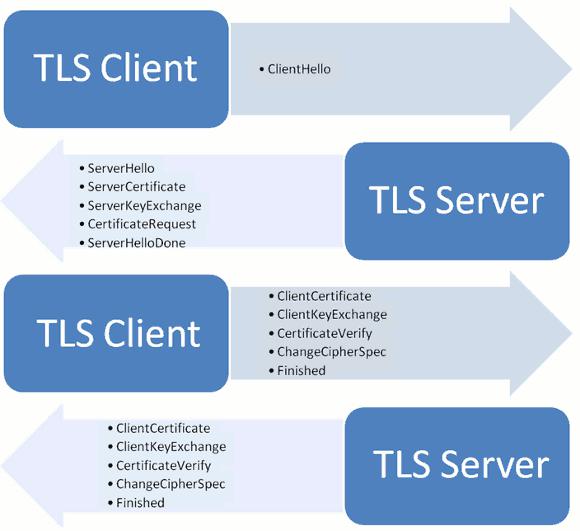 TLS Client
• ClientHello
• ServerHello
• ServerCertificate
• ServerKeyExchange
• CertificateRequest
• ServerHelloDone
TLS Server
TLS Client
• ClientCertificate
• ClientKeyExchange
• CertificateVerify
• ChangeCipherSpec
• Finished
• ClientCertificate
• ClientKeyExchange
• CertificateVerify
• ChangeCipherSpec
• Finished
TLS Server